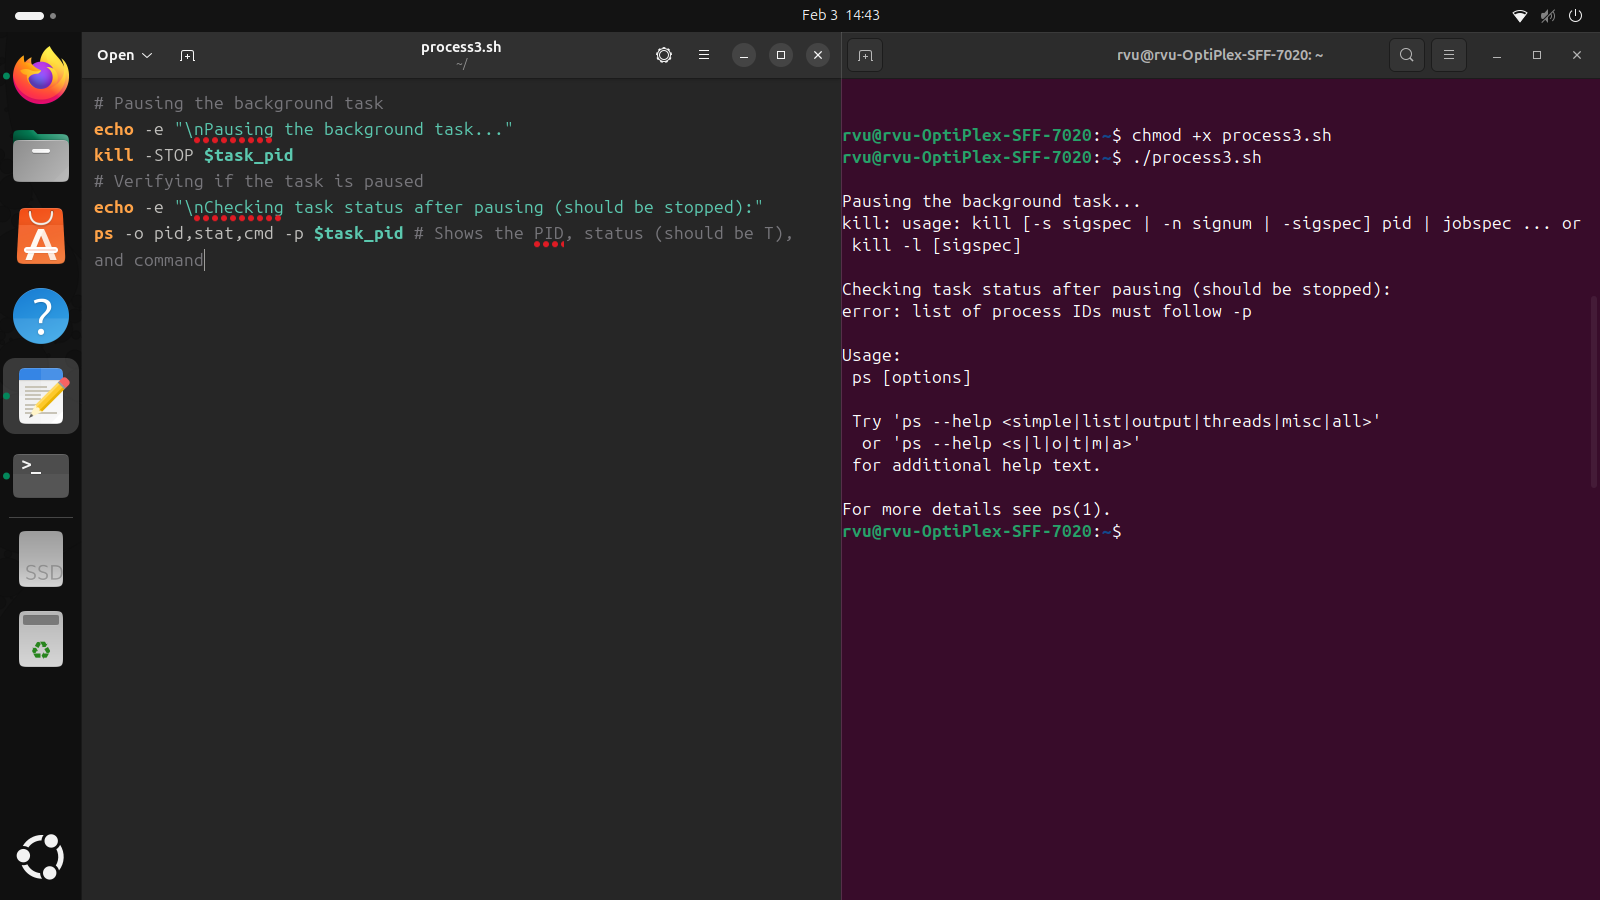 Feb 3 14:43
Open
process3.sh
~/
# Pausing the background task
echo -e "\nPausing the background task..."
kill -STOP $task_pid
# Verifying if the task is paused
echo -e "\nChecking task status after pausing (should be stopped):"
ps -o pid,stat,cmd -p $task_pid # Shows the PID, status (should be T),
and command
SSD
rvu@rvu-OptiPlex-SFF-7020: ~
rvu@rvu-OptiPlex-SFF-7020:~$ chmod +x process3.sh
rvu@rvu-OptiPlex-SFF-7020:~$ ./process3.sh
Pausing the background task...
kill: usage: kill [-s sigspec | -n signum | -sigspec] pid | jobspec ... or
kill -l [sigspec]
Checking task status after pausing (should be stopped):
error: list of process IDs must follow -p
Usage:
ps [options]
Try 'ps --help <simple|list|output|threads|misc|all>'
or 'ps --help <s|l|o|t|m|a>'
for additional help text.
For more details see ps(1).
rvu@rvu-OptiPlex-SFF-7020:~$